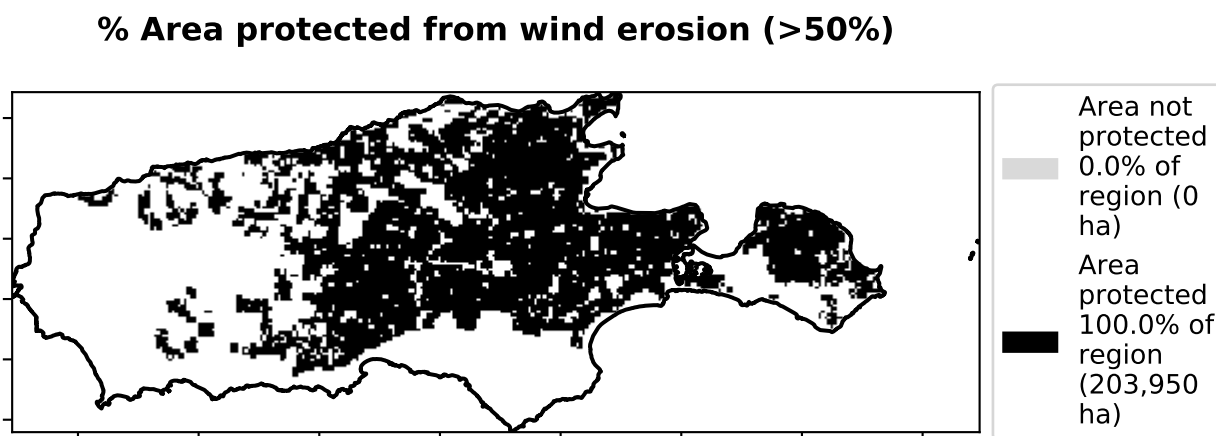 % Area protected from wind erosion (>50%)
Area not
protected
0.0% of
region (0
ha)
Area
protected
100.0% of
region
(203,950
ha)